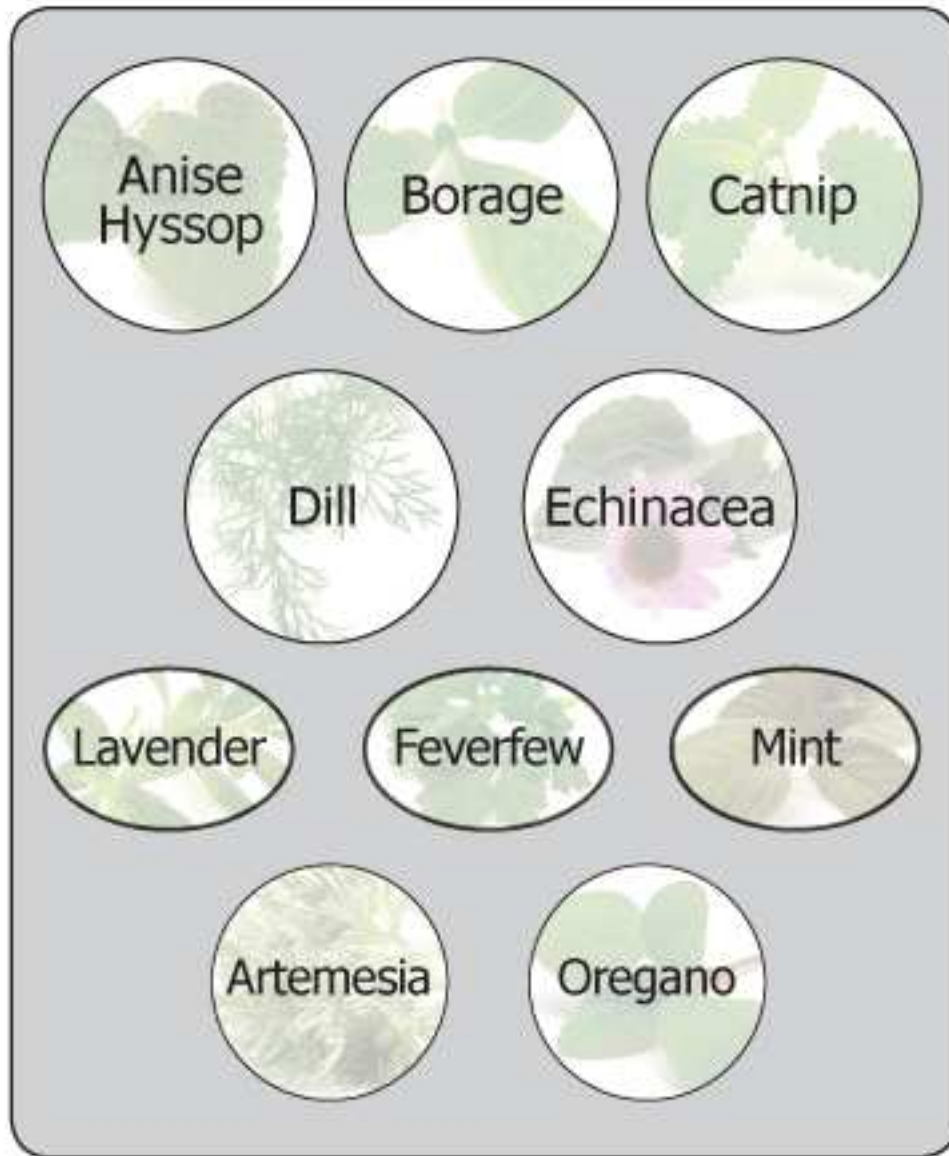 Anise
Hyssop
Borage
Catnip
Dill
Echinacea
Lavender
Feverfew
Mint
Artemesia
Oregano